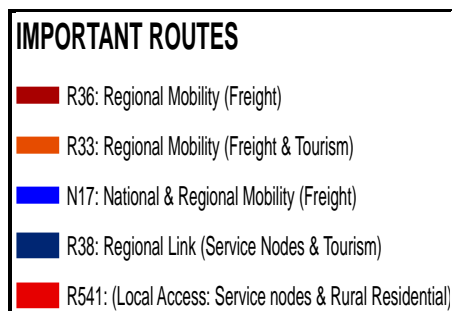 IMPORTANT ROUTES
R36: Regional Mobility (Freight)
R33: Regional Mobility (Freight & Tourism)
N17: National & Regional Mobility (Freight)
R38: Regional Link (Service Nodes & Tourism)
R541: (Local Access: Service nodes & Rural Residential)